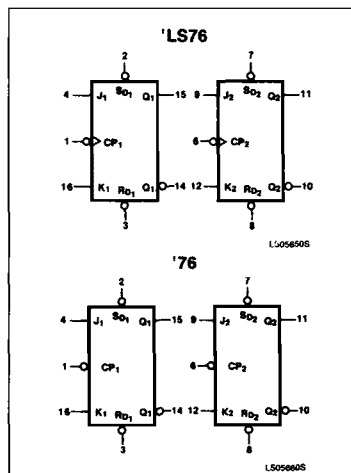 'LS76
2 7
4 J1 SD1 Q1 15 9 J2 SD2 Q2 11
1 CP1 6 CP2
16 K1 RD1 Q1 14 12 K2 RD2 Q2 10
3 8
LS05650S
'76
2 7
4 J1 SD1 Q1 15 9 J2 SD2 Q2 11
1 CP1 6 CP2
16 K1 RD1 Q1 14 12 K2 RD2 Q2 10
3 8
LS05660S